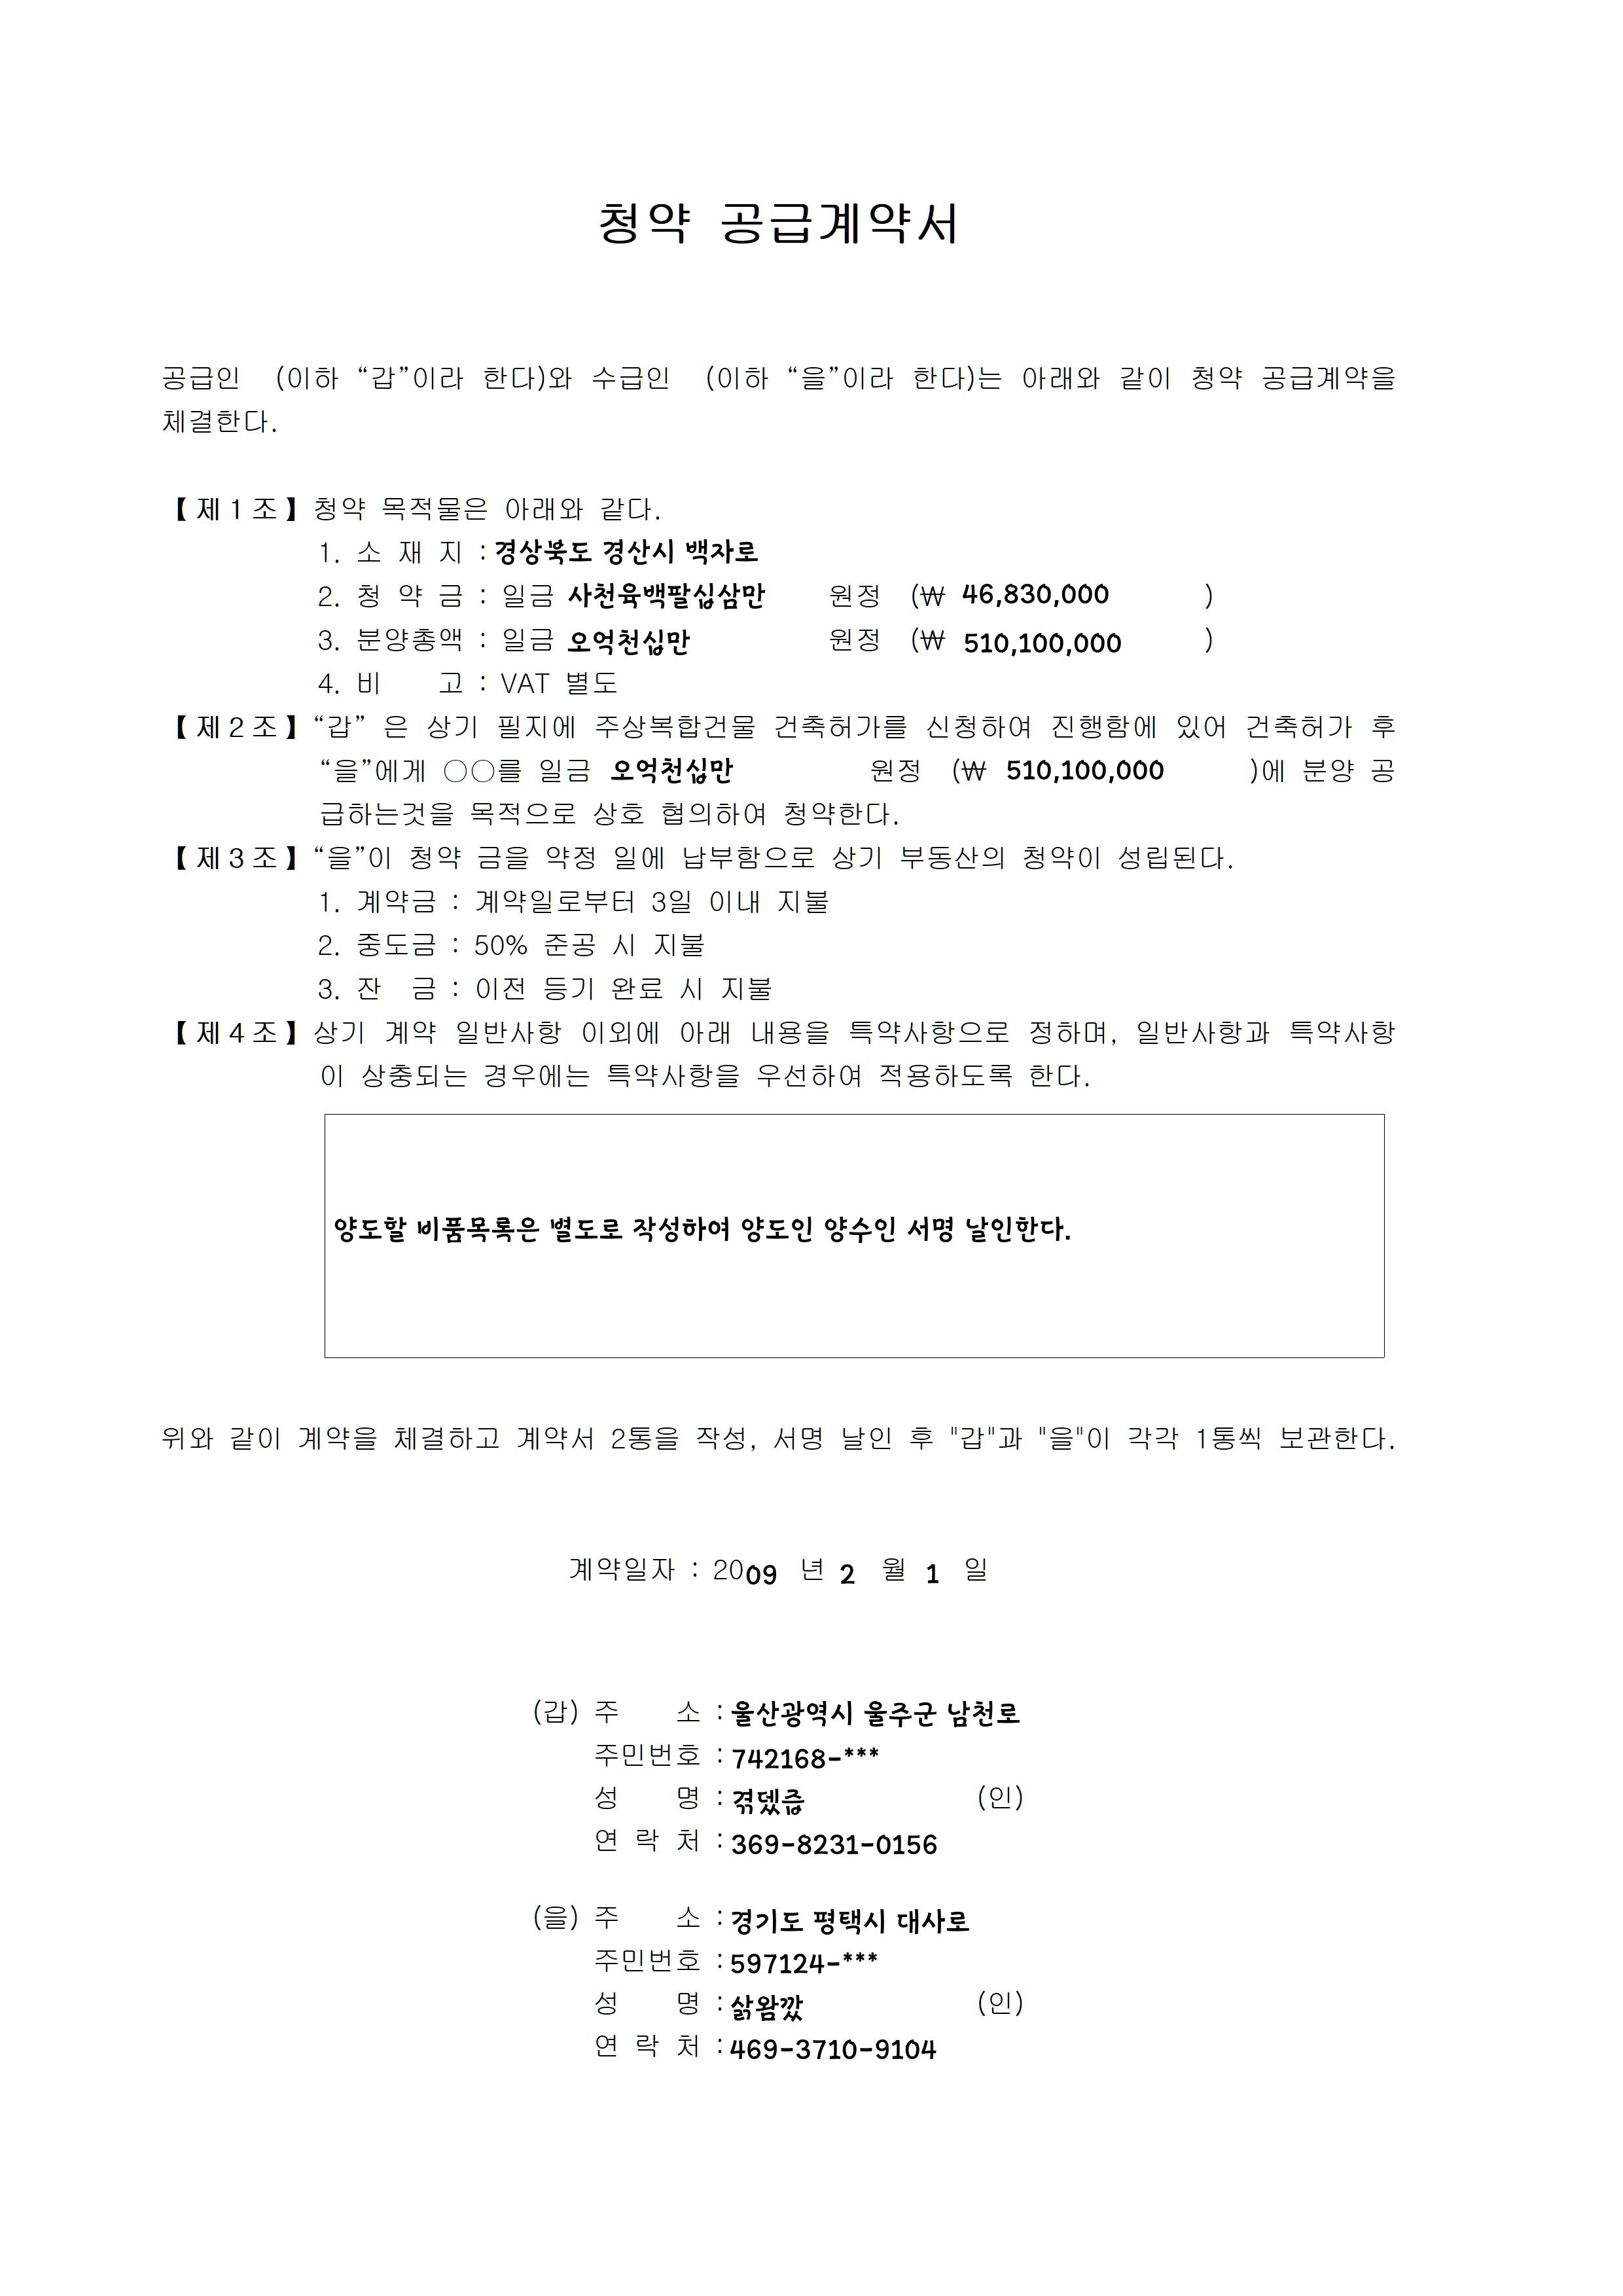 청약 공급계약서
공급인 (이하 “갑”이라 한다)와 수급인 (이하 “을”이라 한다)는 아래와 같이 청약 공급계약을
체결한다.
【제1조】청약 목적물은 아래와 같다.
1. 소 재 지 : 경상북도 경산시 백자로
2. 청 약 금 : 일금 사천육백팔십삼만 원정 (₩ 46,830,000 )
3. 분양총액 : 일금 오억천십만 원정 (₩ 510,100,000 )
4. 비 고 : VAT 별도
【제2조】“갑” 은 상기 필지에 주상복합건물 건축허가를 신청하여 진행함에 있어 건축허가 후
“을”에게 ○○를 일금 오억천십만 원정 (₩ 510,100,000 )에 분양 공
급하는것을 목적으로 상호 협의하여 청약한다.
【제3조】“을”이 청약 금을 약정 일에 납부함으로 상기 부동산의 청약이 성립된다.
1. 계약금 : 계약일로부터 3일 이내 지불
2. 중도금 : 50% 준공 시 지불
3. 잔 금 : 이전 등기 완료 시 지불
【제4조】상기 계약 일반사항 이외에 아래 내용을 특약사항으로 정하며, 일반사항과 특약사항
이 상충되는 경우에는 특약사항을 우선하여 적용하도록 한다.
양도할 비품목록은 별도로 작성하여 양도인 양수인 서명 날인한다.
위와 같이 계약을 체결하고 계약서 2통을 작성, 서명 날인 후 "갑"과 "을"이 각각 1통씩 보관한다.
계약일자 : 2009 년 2 월 1 일
(갑) 주 소 : 울산광역시 울주군 남천로
주민번호 : 742168-***
성 명 : 겪뎄즙 (인)
연 락 처 : 369-8231-0156
(을) 주 소 : 경기도 평택시 대사로
주민번호 : 597124-***
성 명 : 삵왐깠 (인)
연 락 처 : 469-3710-9104